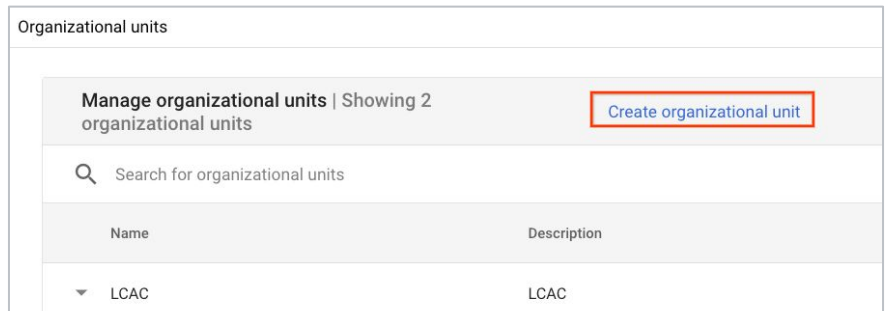 Organizational units
Manage organizational units | Showing 2
organizational units
Create organizational unit
Search for organizational units
Name Description
LCAC LCAC